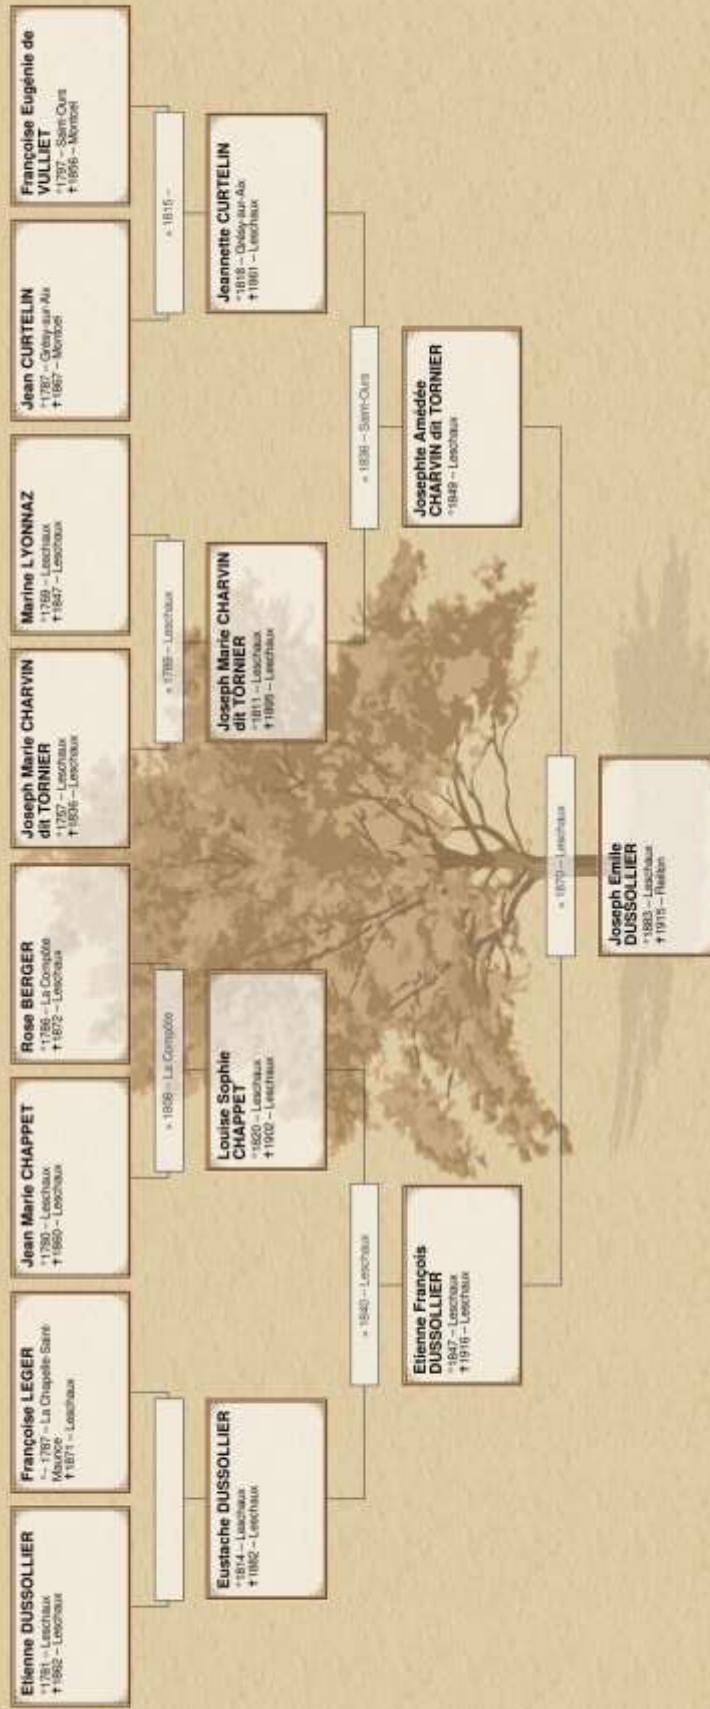 Etienne DUSSOLLIER
°1781 – Leschaux
✝1862 – Leschaux
Françoise LEGER
°~ 1787 – La Chapelle-Saint-
Maurice
✝1871 – Leschaux
Jean Marie CHAPPET
°1780 – Leschaux
✝1860 – Leschaux
Rose BERGER
°1786 – La Compôte
✝1872 – Leschaux
Joseph Marie CHARVIN
dit TORNIER
°1757 – Leschaux
✝1836 – Leschaux
Marine LYONNAZ
°1769 – Leschaux
✝1847 – Leschaux
Jean CURTELIN
°1787 – Grésy-sur-Aix
✝1867 – Montcel
Françoise Eugénie de
VULLIET
°1797 – Saint-Ours
✝1856 – Montcel
× 1808 – La Compôte
× 1789 – Leschaux
× 1815 –
Eustache DUSSOLLIER
°1814 – Leschaux
✝1882 – Leschaux
Louise Sophie
CHAPPET
°1820 – Leschaux
✝1902 – Leschaux
Joseph Marie CHARVIN
dit TORNIER
°1811 – Leschaux
✝1895 – Leschaux
Jeannette CURTELIN
°1818 – Grésy-sur-Aix
✝1861 – Leschaux
× 1840 – Leschaux
× 1838 – Saint-Ours
Etienne François
DUSSOLLIER
°1847 – Leschaux
✝1916 – Leschaux
Josephte Amédée
CHARVIN dit TORNIER
°1849 – Leschaux
× 1870 – Leschaux
Joseph Emile
DUSSOLLIER
°1883 – Leschaux
✝1915 – Reillon